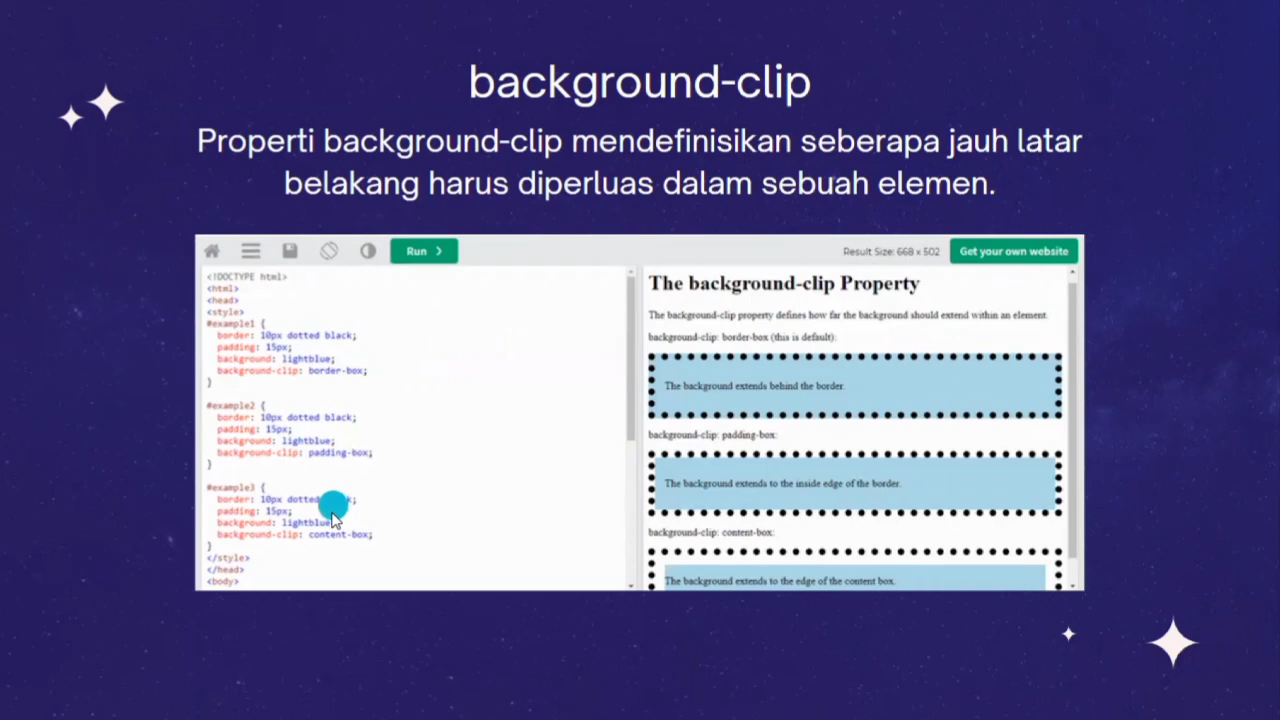 background-clip
Properti background-clip mendefinisikan seberapa jauh latar
belakang harus diperluas dalam sebuah elemen.
Run
Result Size: 668 x 502
Get your own website
<!DOCTYPE html>
<html>
<head>
<style>
#example1 {
border: 10px dotted black;
padding: 15px;
background: lightblue;
background-clip: border-box;
}
#example2 {
border: 10px dotted black;
padding: 15px;
background: lightblue;
background-clip: padding-box;
}
#example3 {
border: 10px dotted
padding: 15px;
background: lightblue
background-clip: content-box;
}
</style>
</head>
<body>
The background-clip Property
The background-clip property defines how far the background should extend within an element.
background-clip: border-box (this is default):
The background extends behind the border.
background-clip: padding-box:
The background extends to the inside edge of the border.
background-clip: content-box:
The background extends to the edge of the content box.